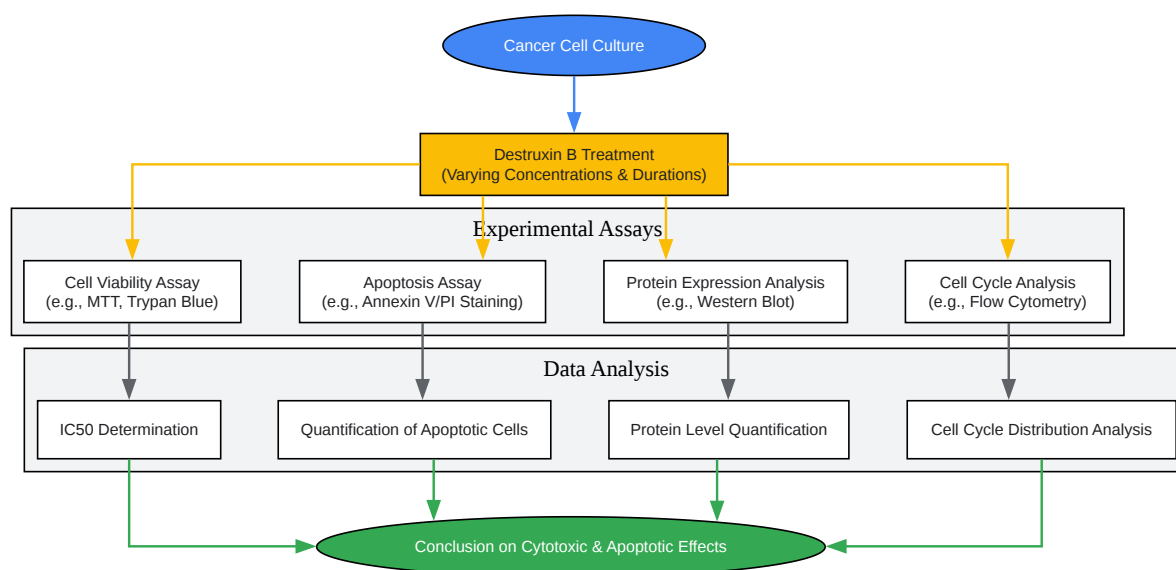 Cancer Cell Culture
Destruxin B Treatment
(Varying Concentrations & Durations)
Experimental Assays
Cell Viability Assay
(e.g., MTT, Trypan Blue)
Apoptosis Assay
(e.g., Annexin V/PI Staining)
Protein Expression Analysis
(e.g., Western Blot)
Cell Cycle Analysis
(e.g., Flow Cytometry)
Data Analysis
IC50 Determination
Quantification of Apoptotic Cells
Protein Level Quantification
Cell Cycle Distribution Analysis
Conclusion on Cytotoxic & Apoptotic Effects